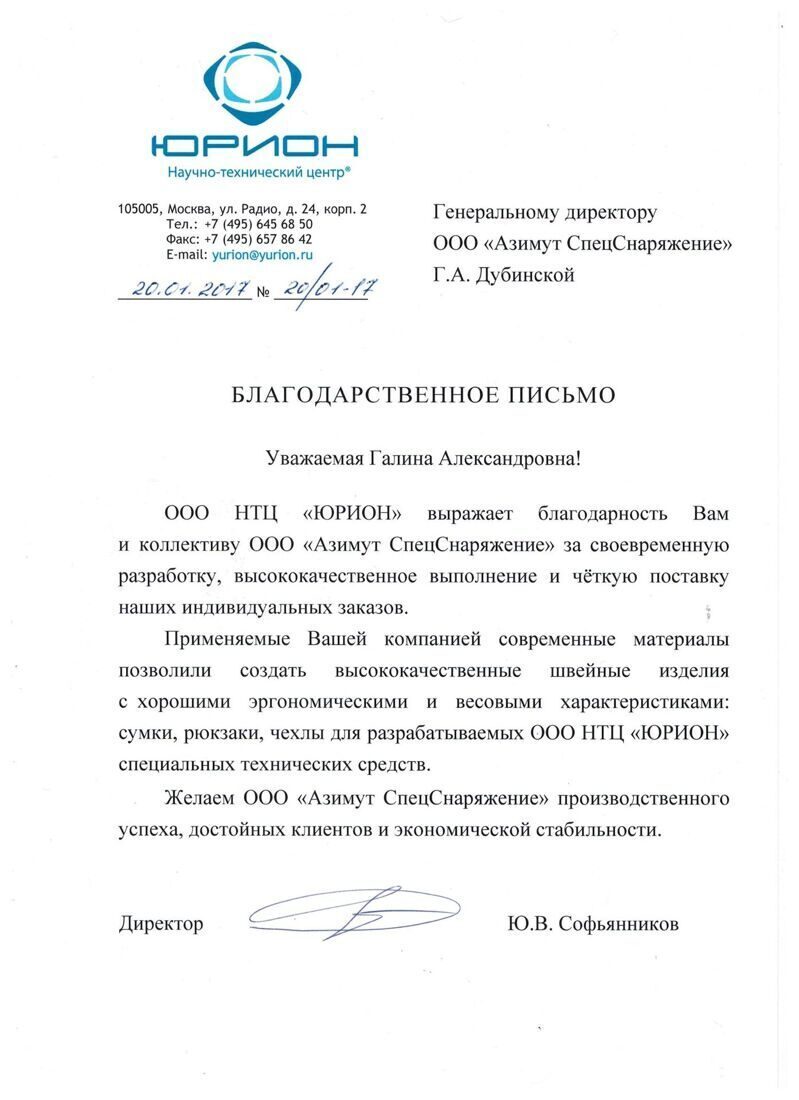 ЮРИОН
Научно-технический центр®
105005, Москва, ул. Радио, д. 24, корп. 2
Тел.: +7 (495) 645 68 50
Факс: +7 (495) 657 86 42
E-mail: yurion@yurion.ru
20.01.2017 № 20/01-17
Генеральному директору
ООО «Азимут СпецСнаряжение»
Г.А. Дубинской
БЛАГОДАРСТВЕННОЕ ПИСЬМО
Уважаемая Галина Александровна!
ООО НТЦ «ЮРИОН» выражает благодарность Вам
и коллективу ООО «Азимут СпецСнаряжение» за своевременную
разработку, высококачественное выполнение и чёткую поставку
наших индивидуальных заказов.
Применяемые Вашей компанией современные материалы
позволили создать высококачественные швейные изделия
с хорошими эргономическими и весовыми характеристиками:
сумки, рюкзаки, чехлы для разрабатываемых ООО НТЦ «ЮРИОН»
специальных технических средств.
Желаем ООО «Азимут СпецСнаряжение» производственного
успеха, достойных клиентов и экономической стабильности.
Директор Ю.В. Софьянников